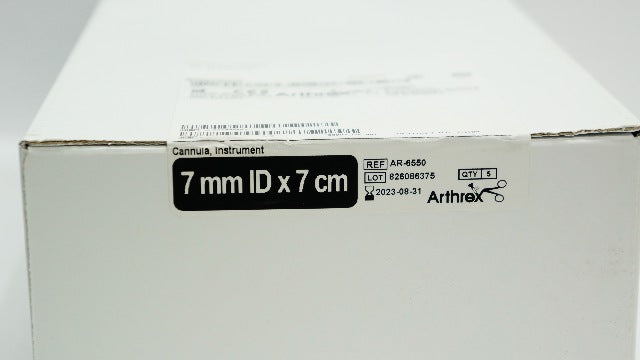 Cannula, Instrument
7 mm ID x 7 cm
REF AR-6550
LOT 826086375
QTY 5
2023-08-31
Arthrex